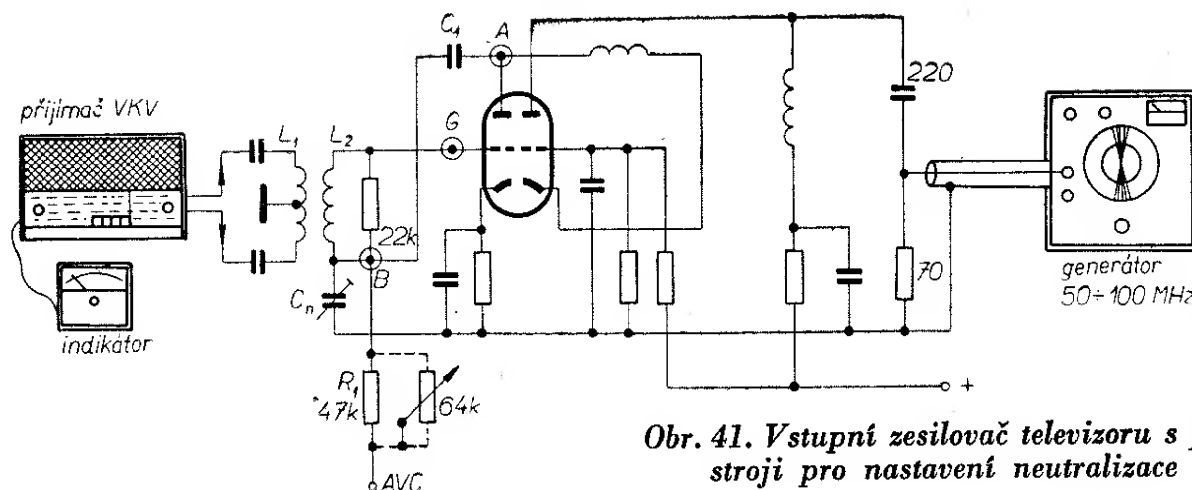 přijímač VKV
indikátor
L₁
L₂
C₁
A
G
B
22k
Cₙ
R₁
47k
64k
AVC
220
70
+
generátor
50÷100 MHz
Obr. 41. Vstupní zesilovač televizoru s
stroji pro nastavení neutralizace